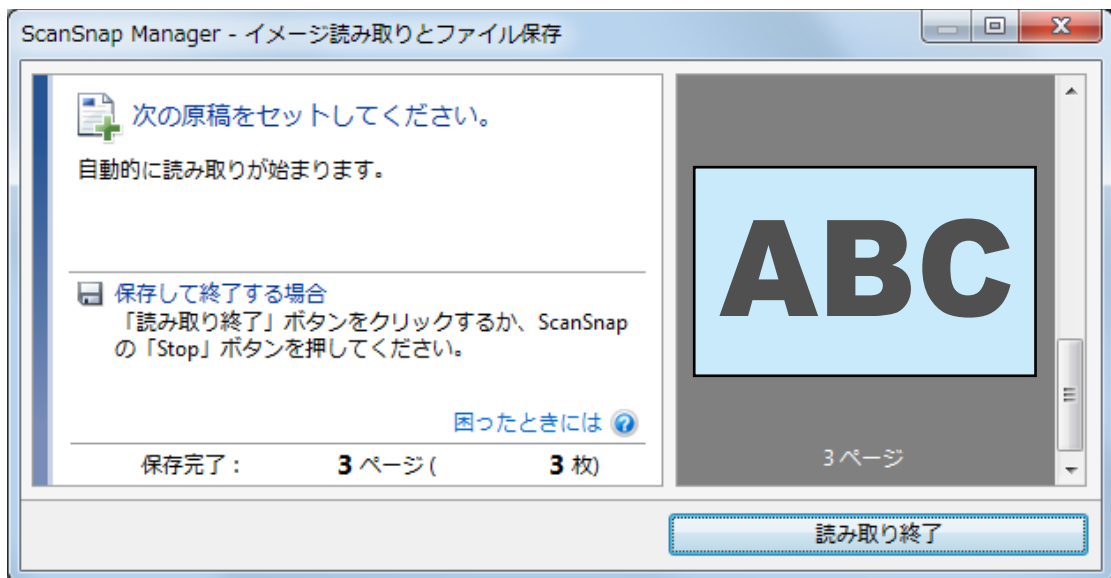 ScanSnap Manager - イメージ読み取りとファイル保存
次の原稿をセットしてください。
自動的に読み取りが始まります。
保存して終了する場合
「読み取り終了」ボタンをクリックするか、ScanSnap
の「Stop」ボタンを押してください。
困ったときには
保存完了： 3 ページ ( 3 枚)
ABC
3 ページ
読み取り終了